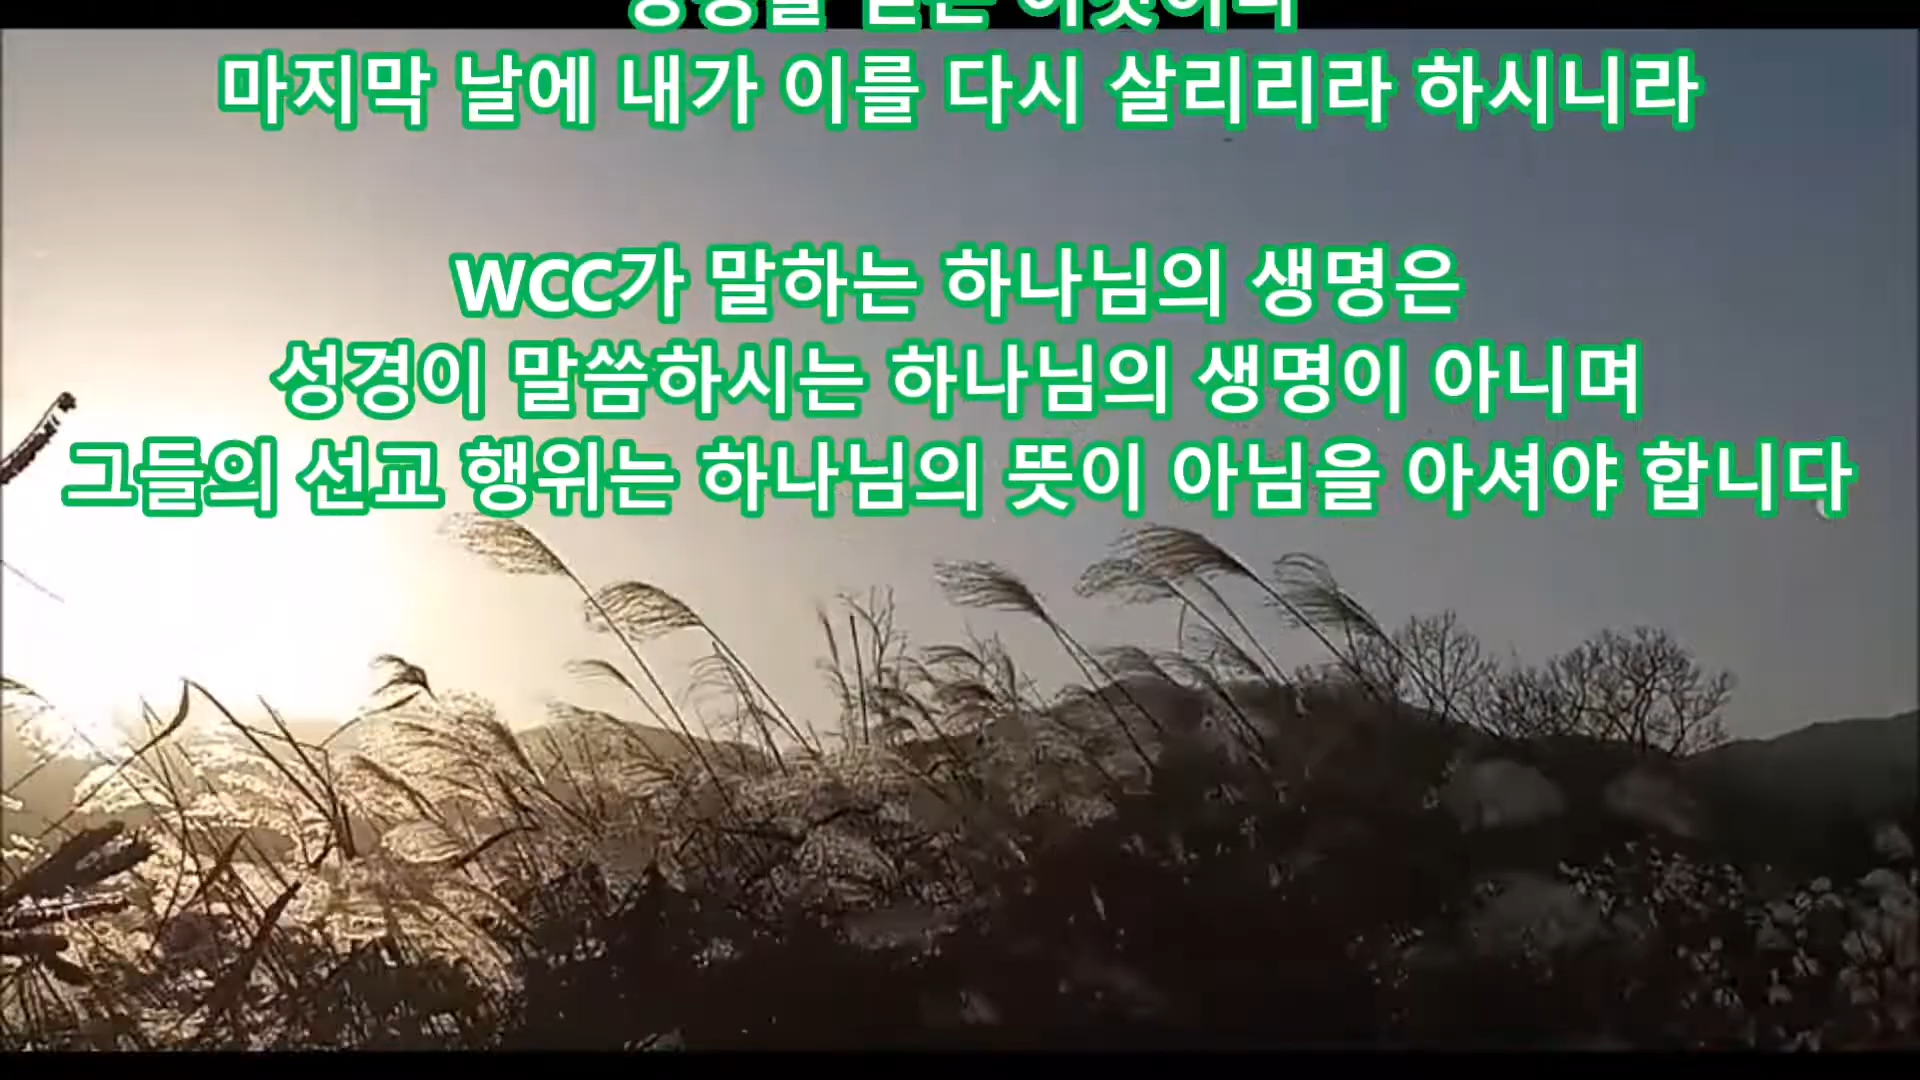 마지막 날에 내가 이를 다시 살리리라 하시니라
WCC가 말하는 하나님의 생명은
성경이 말씀하시는 하나님의 생명이 아니며
그들의 선교 행위는 하나님의 뜻이 아님을 아셔야 합니다